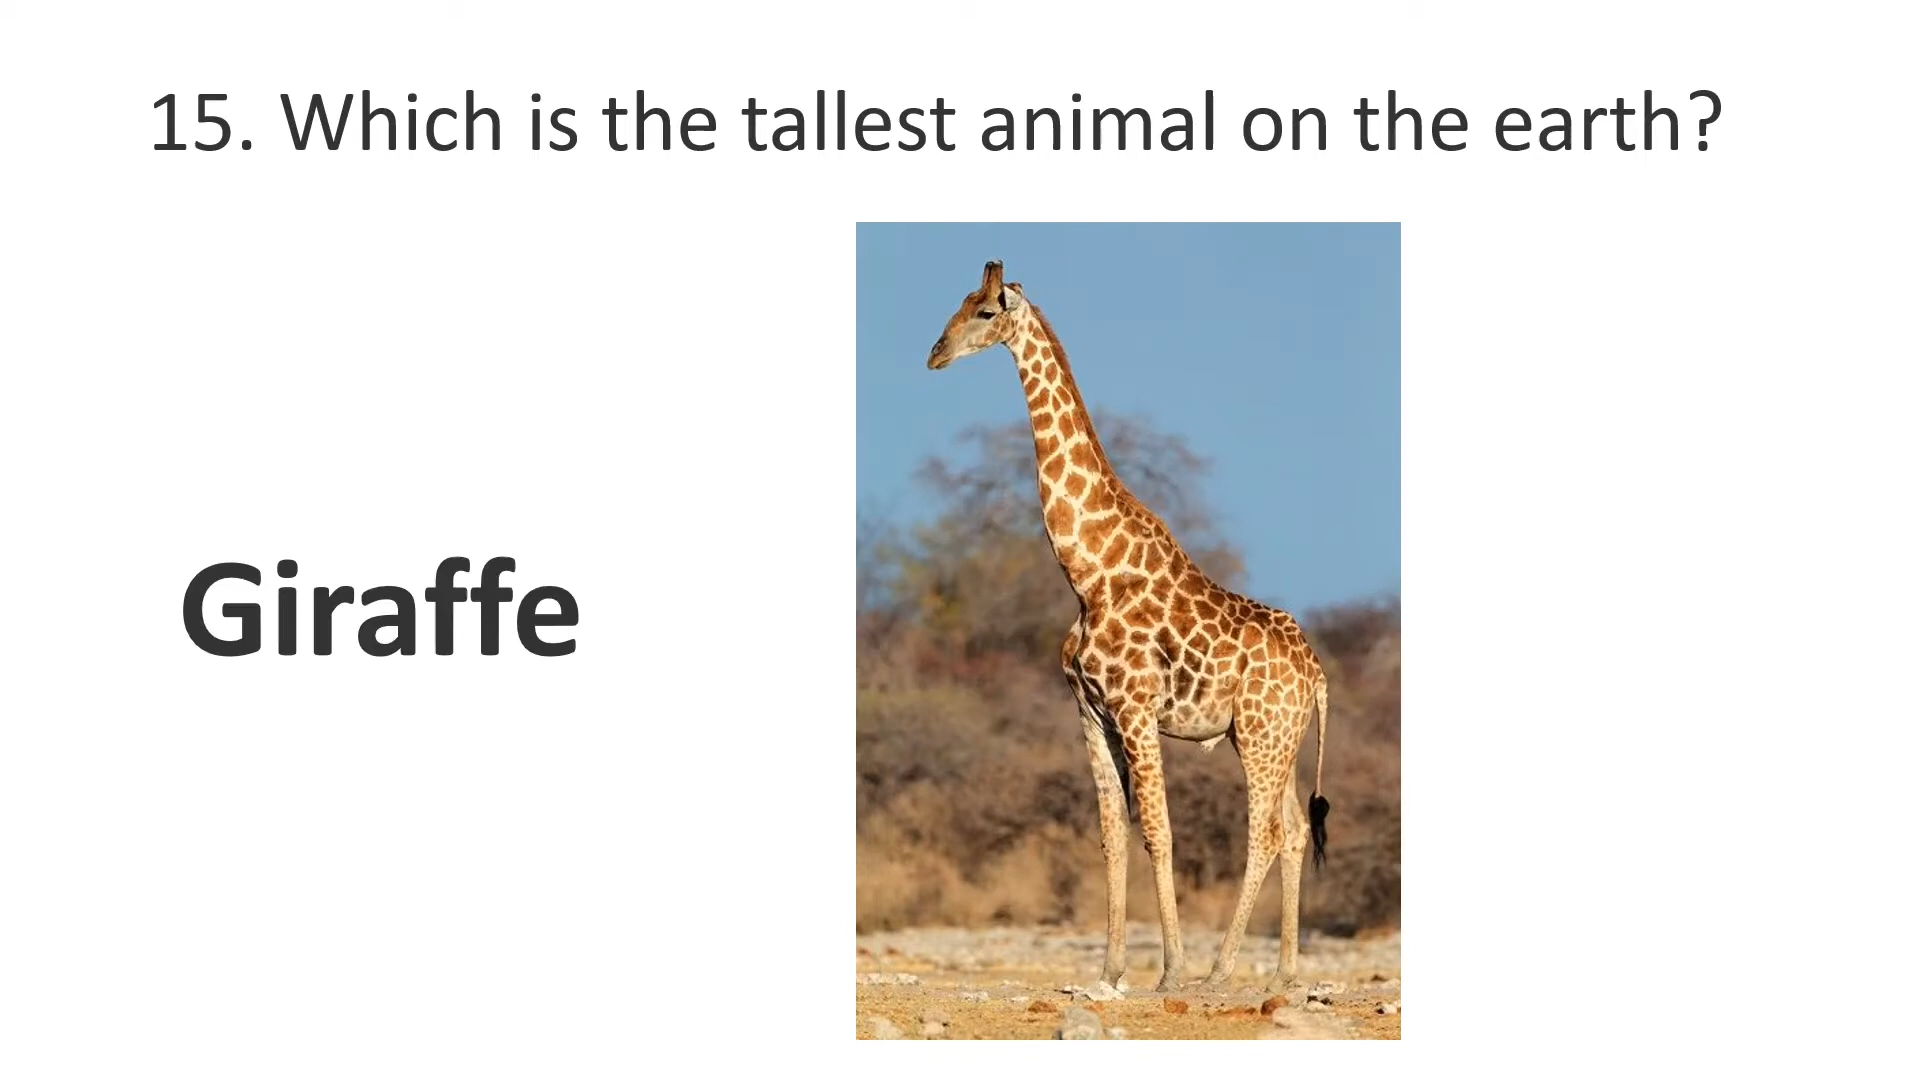 15. Which is the tallest animal on the earth?
Giraffe